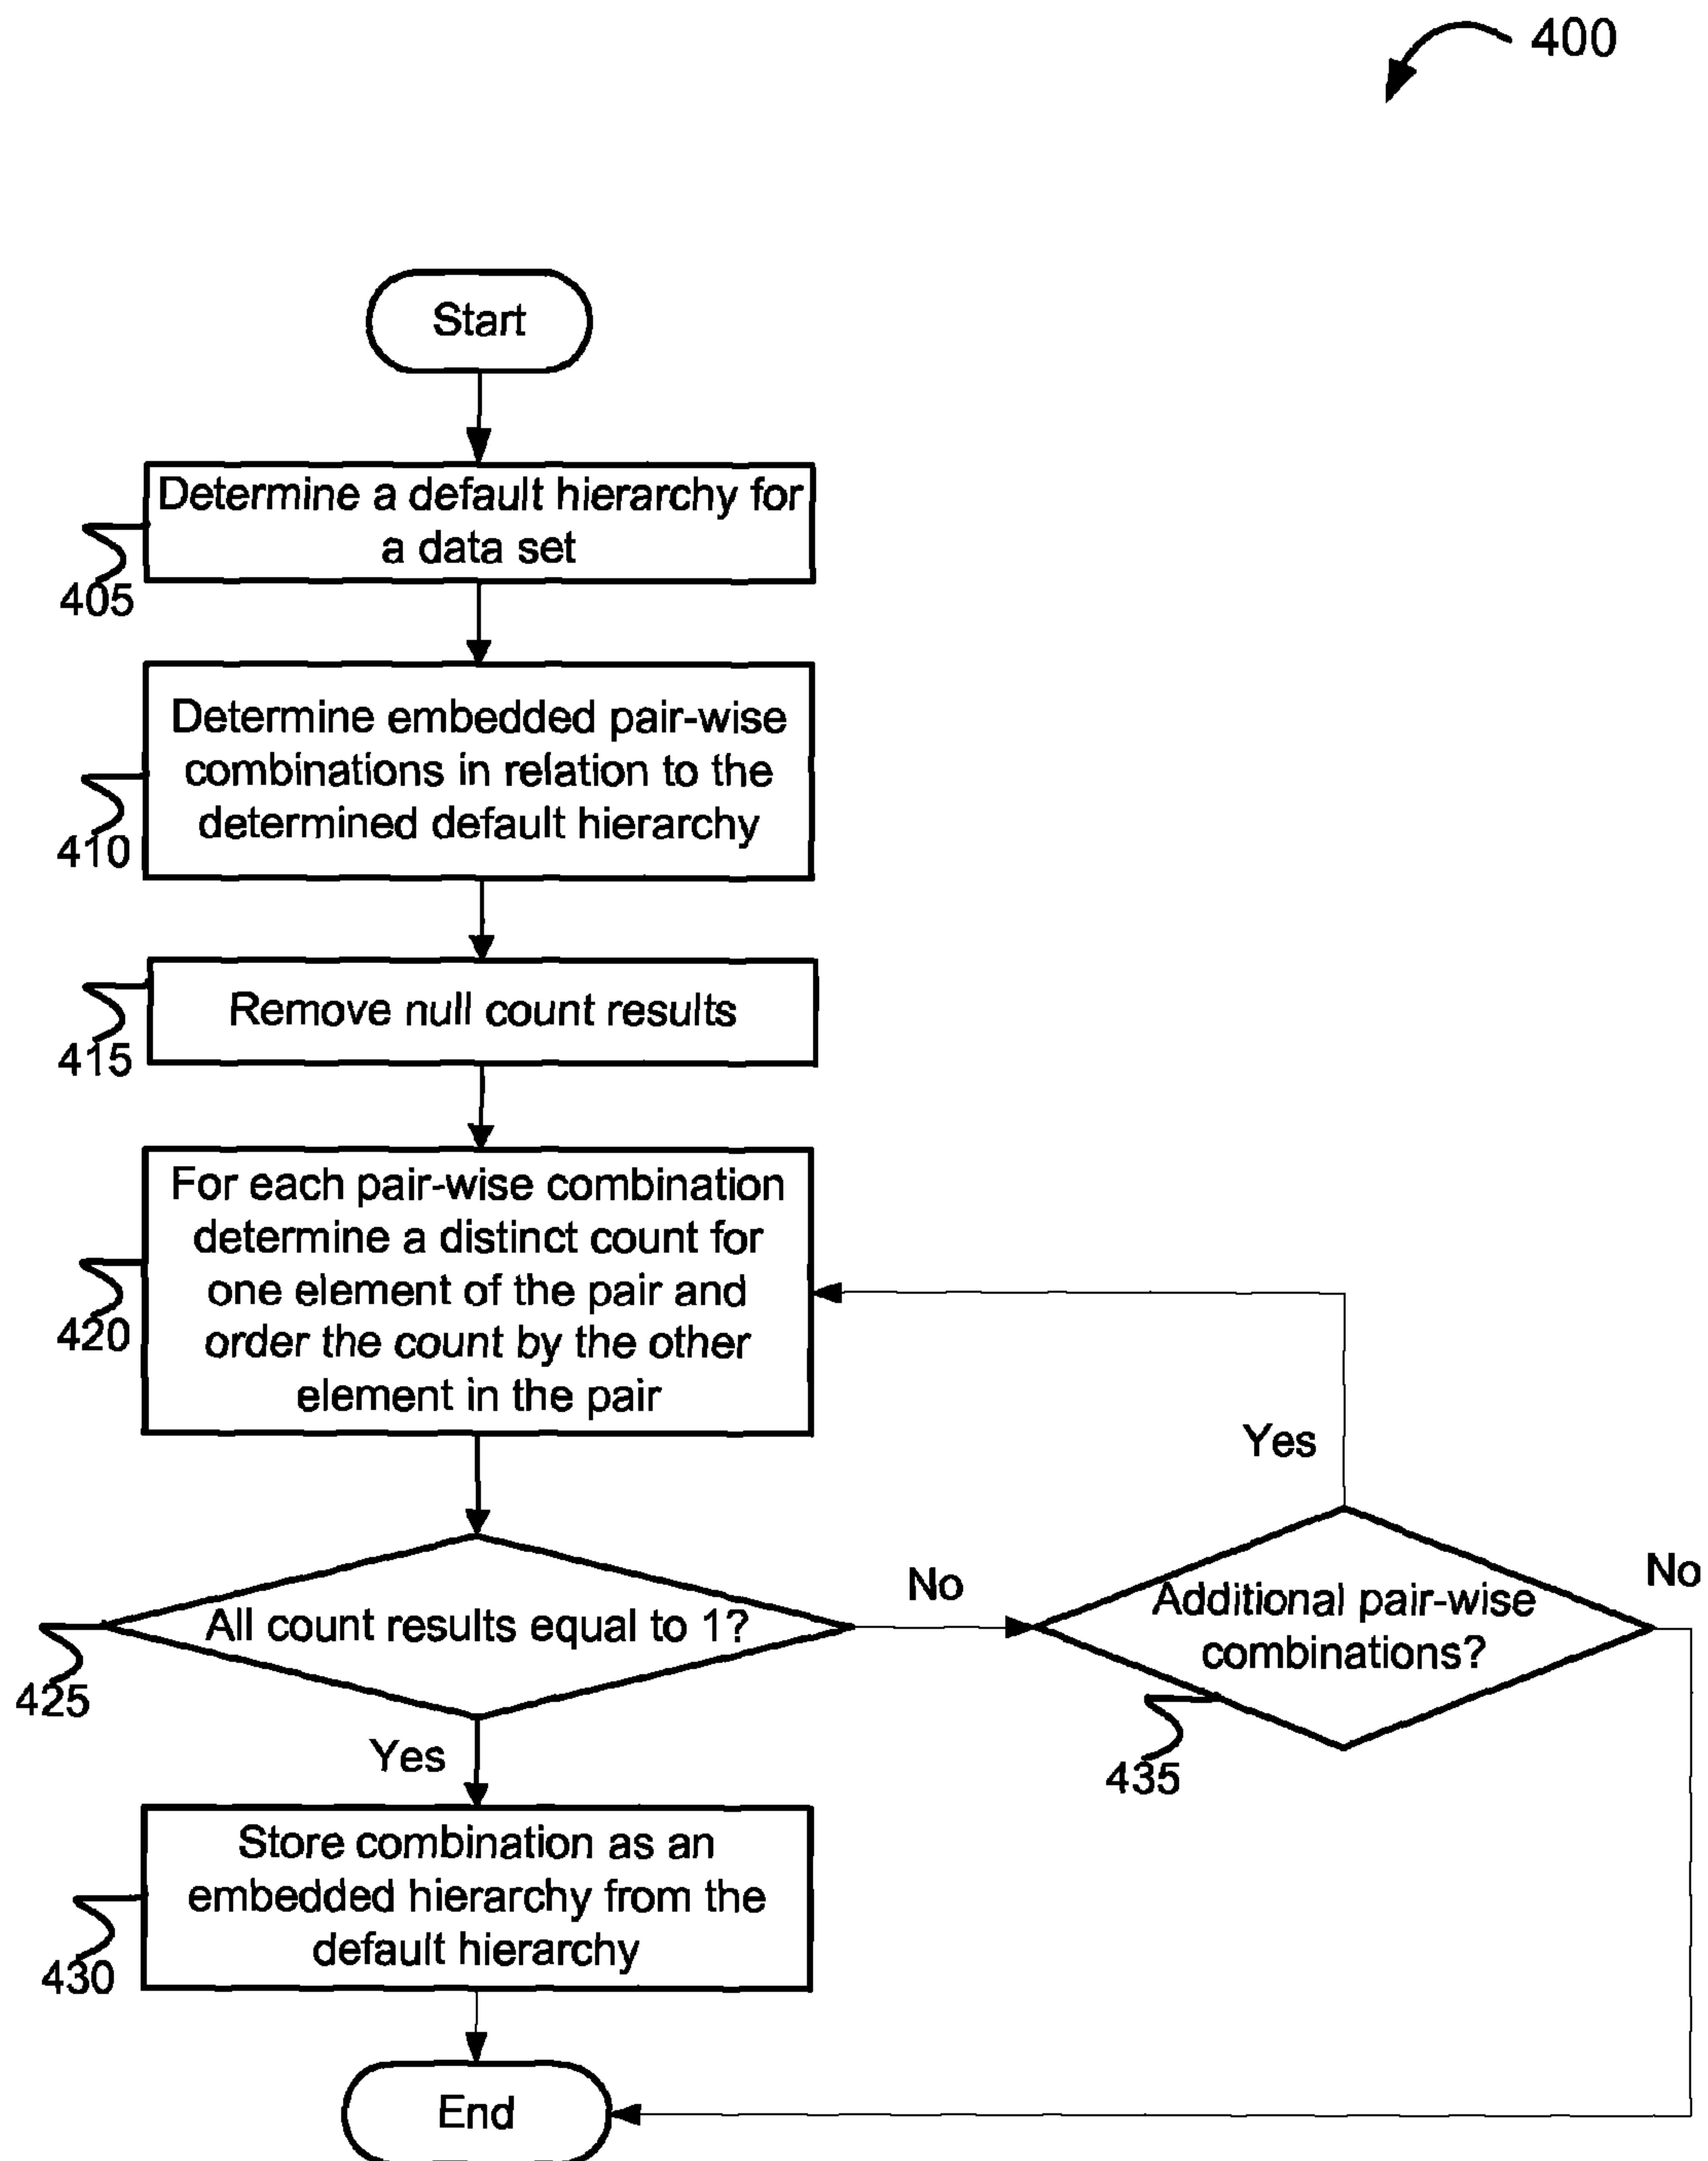 400
Start
Determine a default hierarchy for
a data set
405
Determine embedded pair-wise
combinations in relation to the
determined default hierarchy
410
Remove null count results
415
For each pair-wise combination
determine a distinct count for
one element of the pair and
order the count by the other
element in the pair
420
Yes
All count results equal to 1?
425
No
Additional pair-wise
combinations?
435
No
Yes
Store combination as an
embedded hierarchy from the
default hierarchy
430
End